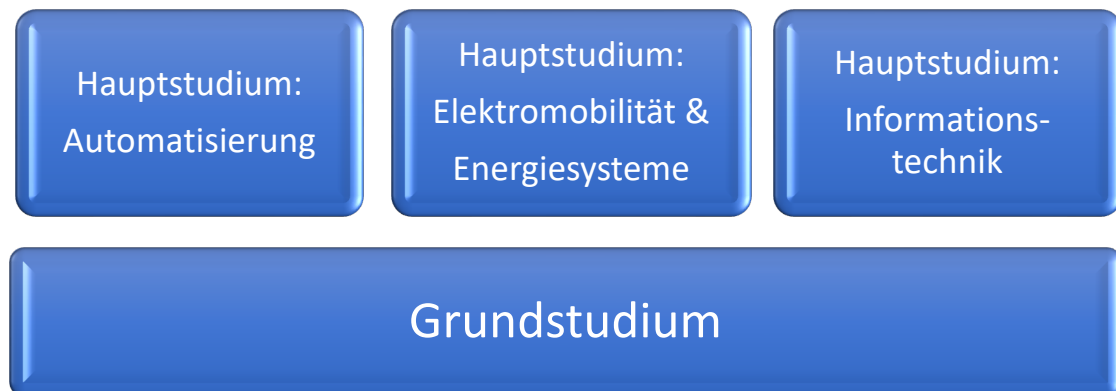 Hauptstudium:
Automatisierung
Hauptstudium:
Elektromobilität &
Energiesysteme
Hauptstudium:
Informations-
technik
Grundstudium